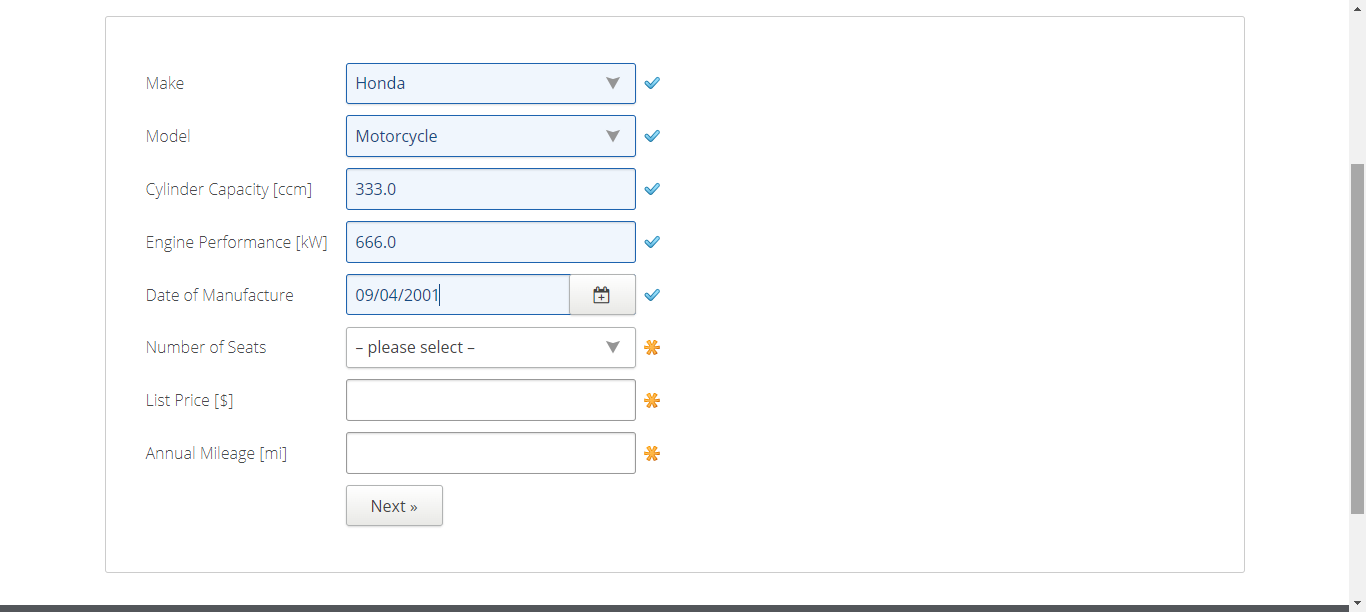 Make Honda
Model Motorcycle
Cylinder Capacity [ccm] 333.0
Engine Performance [kW] 666.0
Date of Manufacture 09/04/2001
Number of Seats – please select –
List Price [$]
Annual Mileage [mi]
Next »